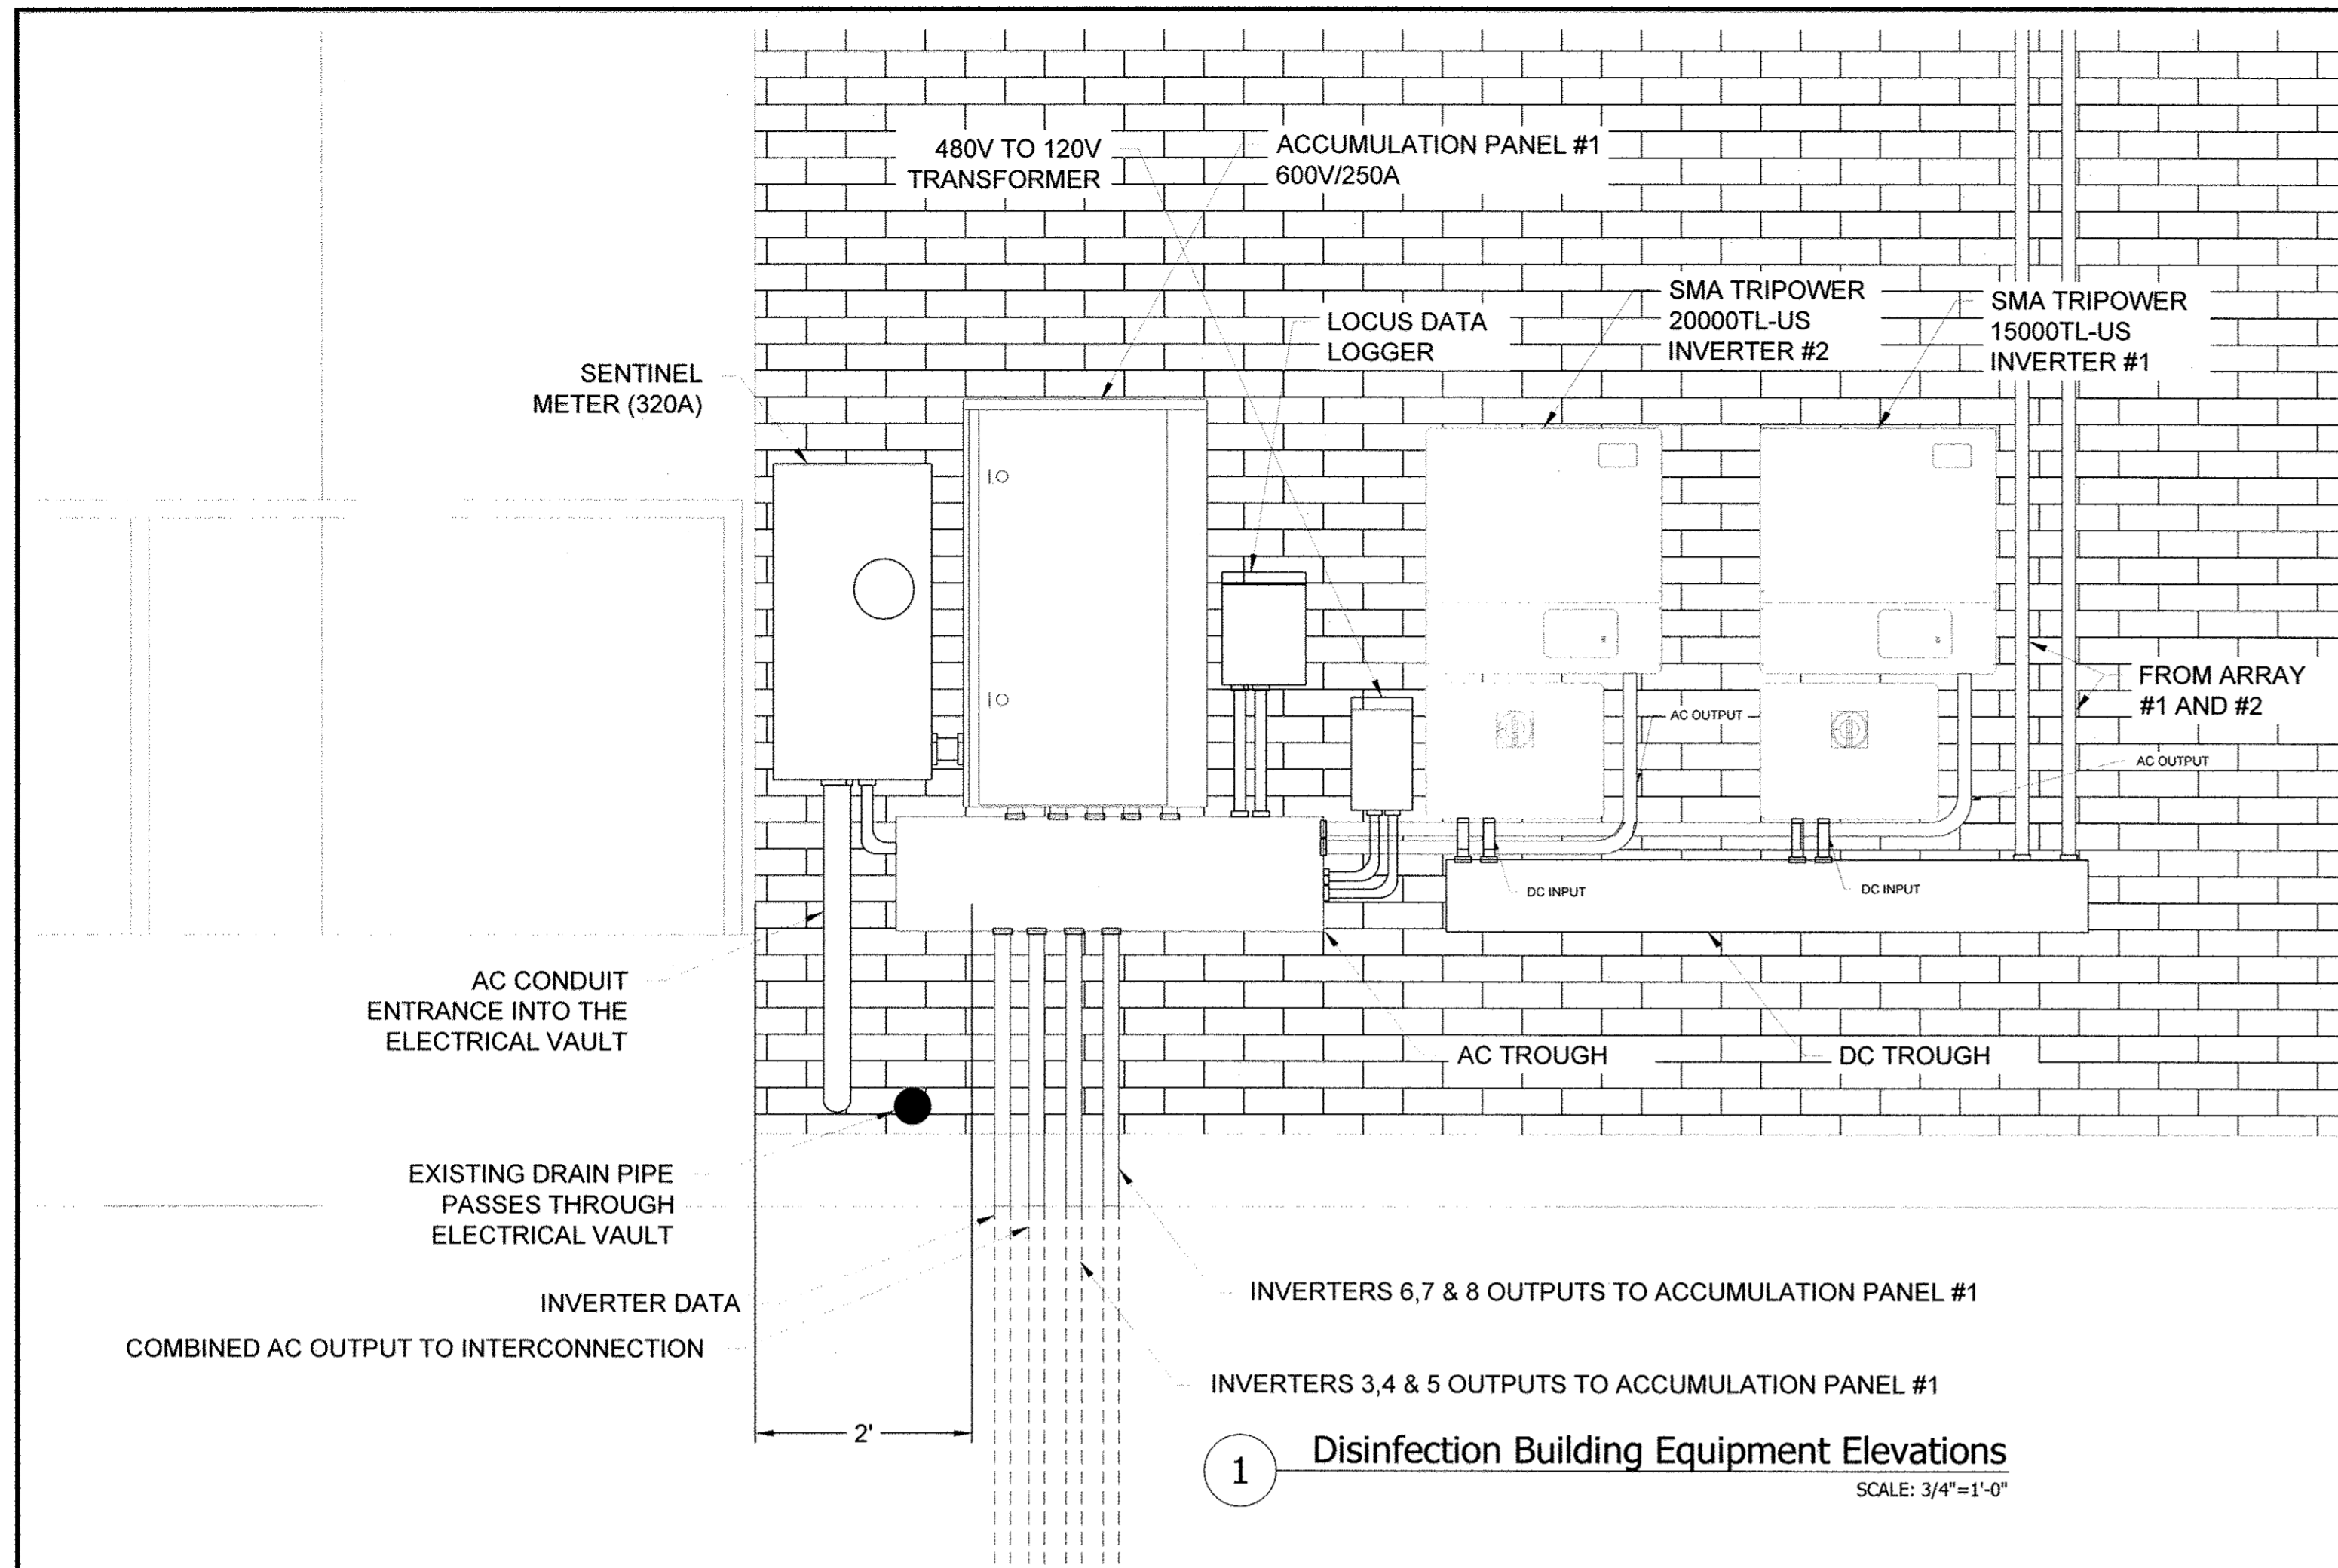 480V TO 120V
TRANSFORMER
ACCUMULATION PANEL #1
600V/250A
LOCUS DATA
LOGGER
SMA TRIPOWER
20000TL-US
INVERTER #2
SMA TRIPOWER
15000TL-US
INVERTER #1
SENTINEL
METER (320A)
FROM ARRAY
#1 AND #2
AC OUTPUT
AC OUTPUT
DC INPUT
DC INPUT
AC CONDUIT
ENTRANCE INTO THE
ELECTRICAL VAULT
AC TROUGH
DC TROUGH
EXISTING DRAIN PIPE
PASSES THROUGH
ELECTRICAL VAULT
INVERTER DATA
COMBINED AC OUTPUT TO INTERCONNECTION
INVERTERS 6,7 & 8 OUTPUTS TO ACCUMULATION PANEL #1
INVERTERS 3,4 & 5 OUTPUTS TO ACCUMULATION PANEL #1
2'
1
Disinfection Building Equipment Elevations
SCALE: 3/4"=1'-0"